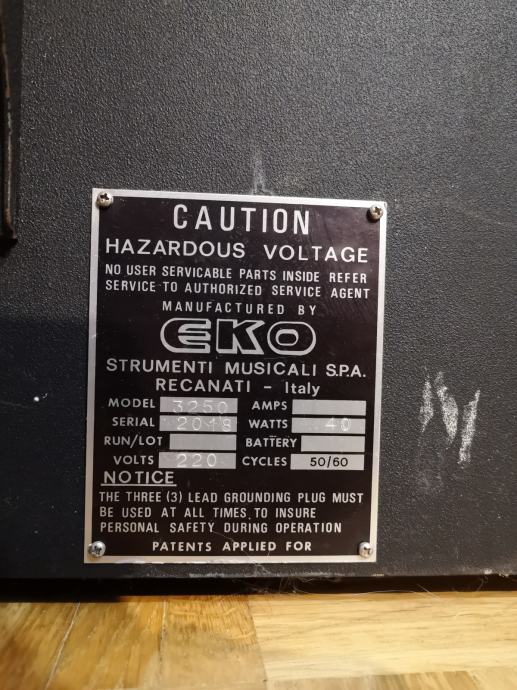 CAUTION
HAZARDOUS VOLTAGE
NO USER SERVICABLE PARTS INSIDE REFER
SERVICE TO AUTHORIZED SERVICE AGENT
MANUFACTURED BY
EKO
STRUMENTI MUSICALI S.P.A.
RECANATI - Italy
MODEL 3250 AMPS
SERIAL 2018 WATTS 40
RUN/LOT BATTERY
VOLTS 220 CYCLES 50/60
NOTICE
THE THREE (3) LEAD GROUNDING PLUG MUST
BE USED AT ALL TIMES TO INSURE
PERSONAL SAFETY DURING OPERATION
PATENTS APPLIED FOR